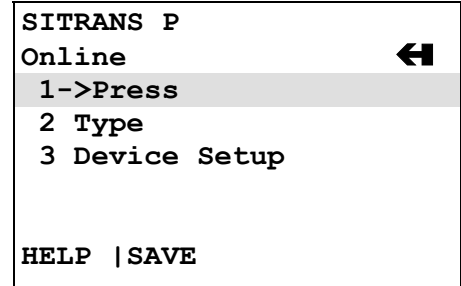 SITRANS P
Online
1->Press
2 Type
3 Device Setup
HELP |SAVE